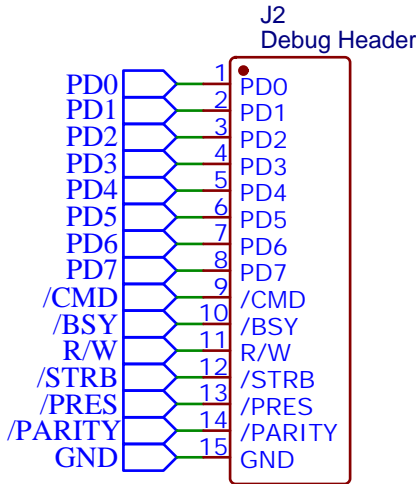 J2
Debug Header
PD0 1 PD0
PD1 2 PD1
PD2 3 PD2
PD3 4 PD3
PD4 5 PD4
PD5 6 PD5
PD6 7 PD6
PD7 8 PD7
/CMD 9 /CMD
/BSY 10 /BSY
R/W 11 R/W
/STRB 12 /STRB
/PRES 13 /PRES
/PARITY 14 /PARITY
GND 15 GND